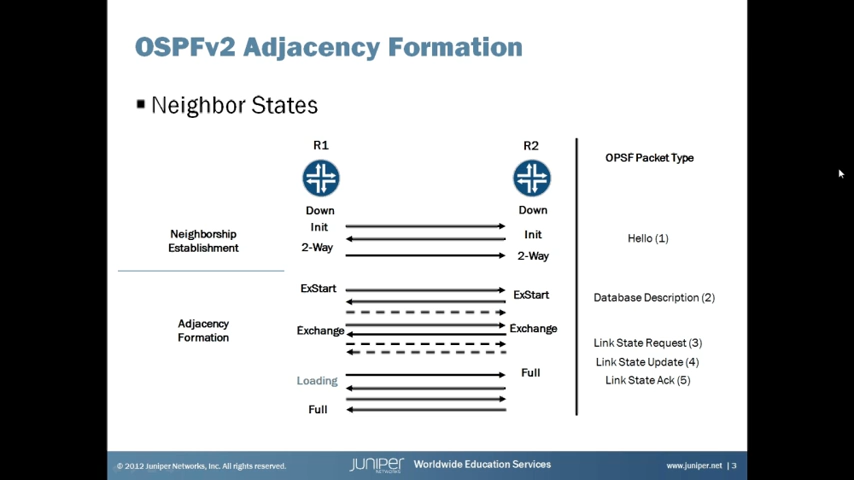 OSPFv2 Adjacency Formation
▪ Neighbor States
R1
R2
OPSF Packet Type
Down
Down
Init
Init
2-Way
2-Way
Neighborship
Establishment
Hello (1)
ExStart
ExStart
Database Description (2)
Adjacency
Formation
Exchange
Exchange
Link State Request (3)
Link State Update (4)
Link State Ack (5)
Loading
Full
Full
© 2012 Juniper Networks, Inc. All rights reserved.
JUNIPER
NETWORKS
Worldwide Education Services
www.juniper.net | 3